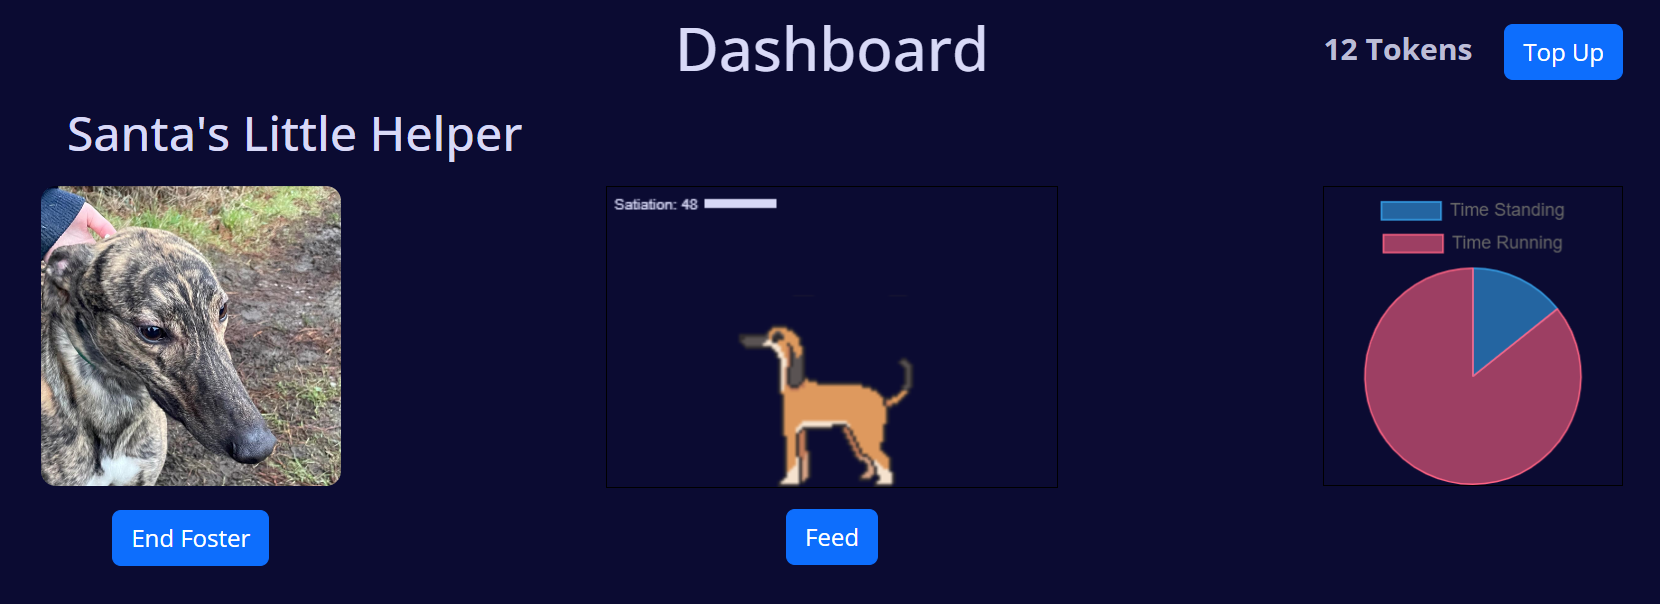 Dashboard
12 Tokens
Top Up
Santa's Little Helper
Satiation: 48
Time Standing
Time Running
End Foster
Feed